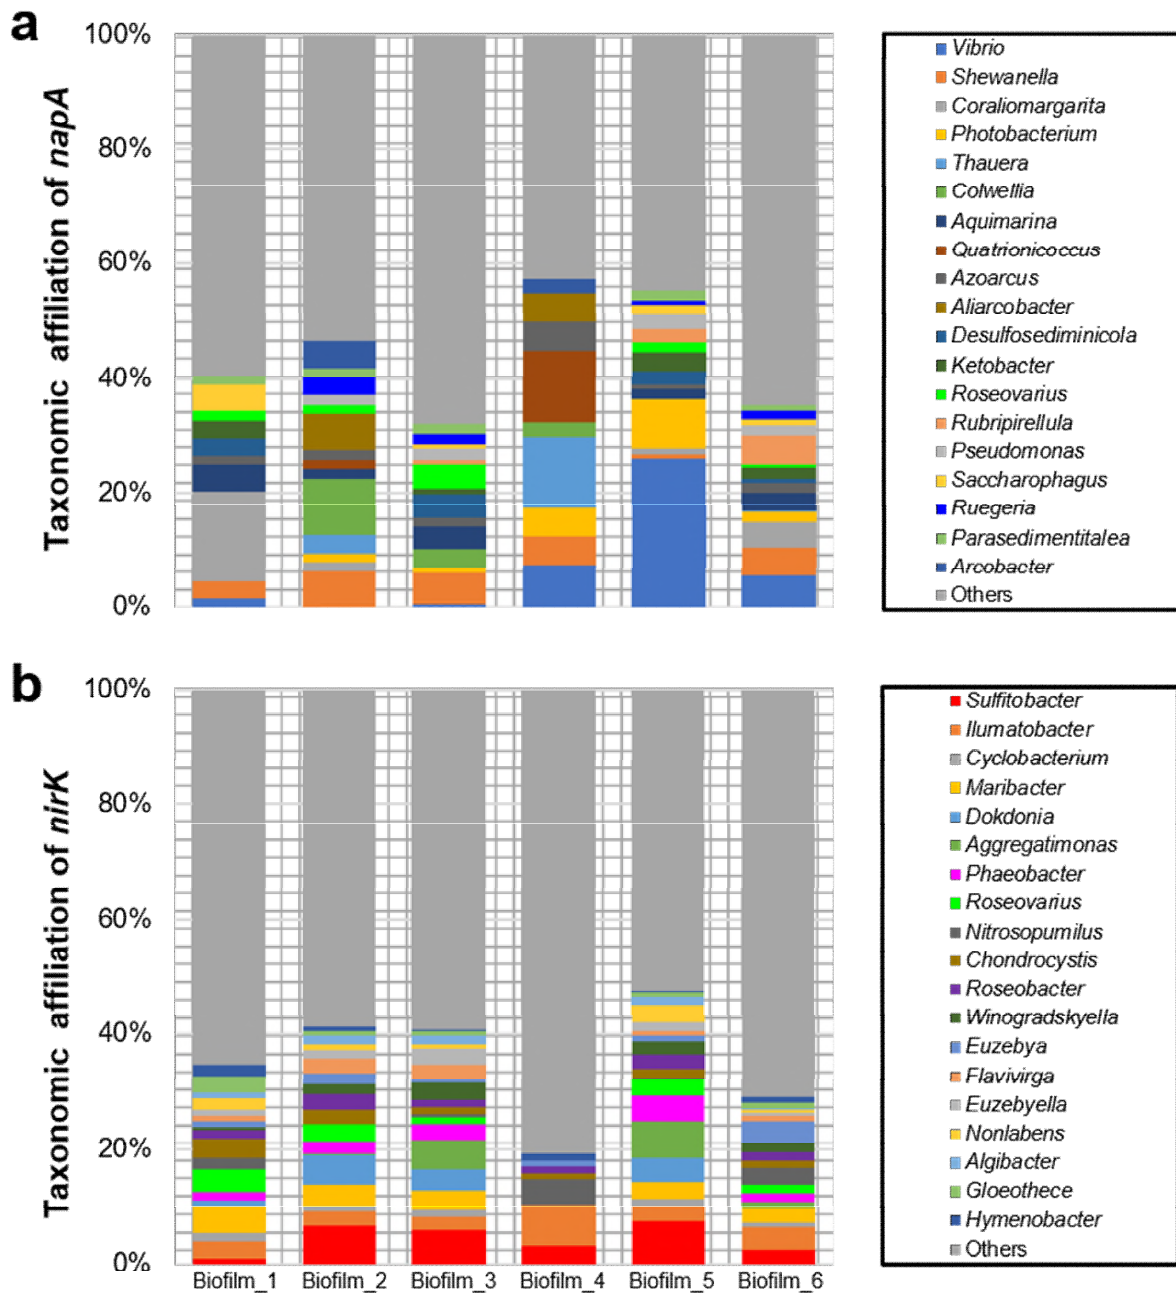 a
Taxonomic affiliation of napA
100%
80%
60%
40%
20%
0%
Vibrio
Shewanella
Coraliomargarita
Photobacterium
Thauera
Colwellia
Aquimarina
Quatrionicoccus
Azoarcus
Aliarcobacter
Desulfosediminicola
Ketobacter
Roseovarius
Rubripirellula
Pseudomonas
Saccharophagus
Ruegeria
Parasedimentitalea
Arcobacter
Others
b
Taxonomic affiliation of nirK
100%
80%
60%
40%
20%
0%
Biofilm_1 Biofilm_2 Biofilm_3 Biofilm_4 Biofilm_5 Biofilm_6
Sulfitobacter
Ilumatobacter
Cyclobacterium
Maribacter
Dokdonia
Aggregatimonas
Phaeobacter
Roseovarius
Nitrosopumilus
Chondrocystis
Roseobacter
Winogradskyella
Euzebya
Flavivirga
Euzebyella
Nonlabens
Algibacter
Gloeothece
Hymenobacter
Others